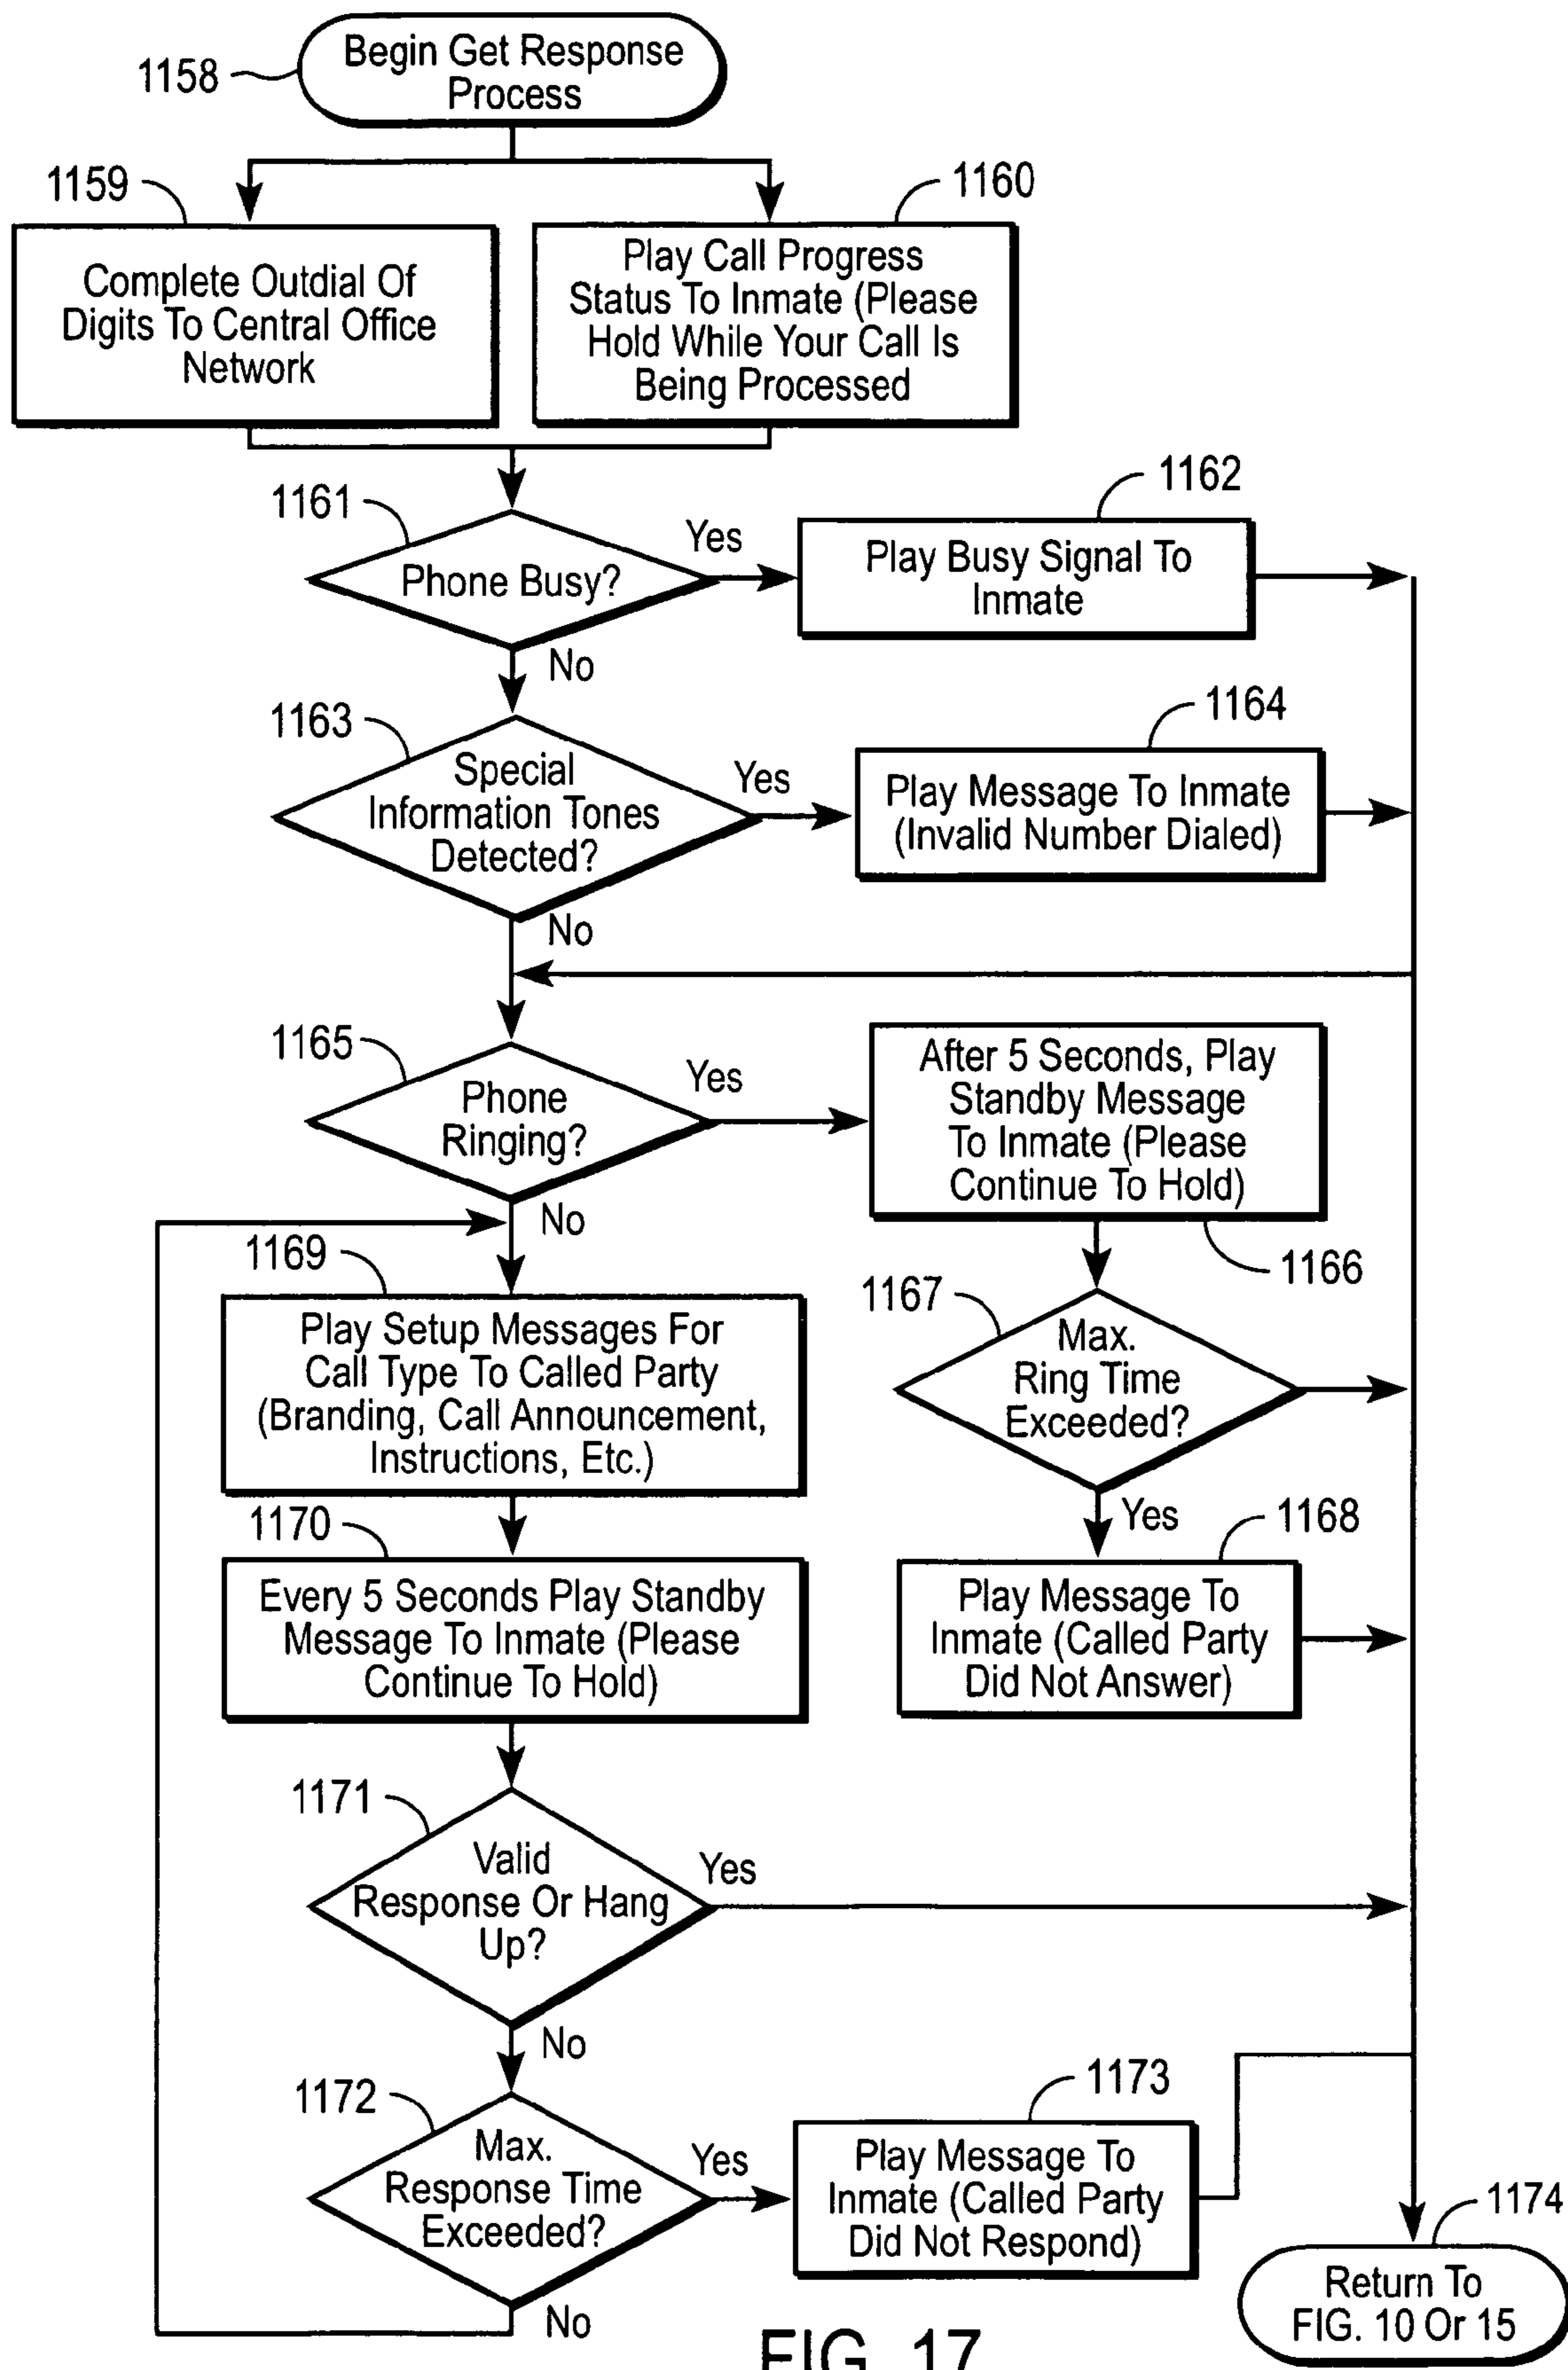 Begin Get Response
Process
1158
1159
1160
Complete Outdial Of
Digits To Central Office
Network
Play Call Progress
Status To Inmate (Please
Hold While Your Call Is
Being Processed
1161
Phone Busy?
Yes
No
1162
Play Busy Signal To
Inmate
1163
Special
Information Tones
Detected?
Yes
No
1164
Play Message To Inmate
(Invalid Number Dialed)
1165
Phone
Ringing?
Yes
No
After 5 Seconds, Play
Standby Message
To Inmate (Please
Continue To Hold)
1166
1167
Max.
Ring Time
Exceeded?
Yes
1168
Play Message To
Inmate (Called Party
Did Not Answer)
1169
Play Setup Messages For
Call Type To Called Party
(Branding, Call Announcement,
Instructions, Etc.)
1170
Every 5 Seconds Play Standby
Message To Inmate (Please
Continue To Hold)
1171
Valid
Response Or Hang
Up?
Yes
No
1172
Max.
Response Time
Exceeded?
Yes
No
1173
Play Message To
Inmate (Called Party
Did Not Respond)
1174
Return To
FIG. 10 Or 15
FIG. 17